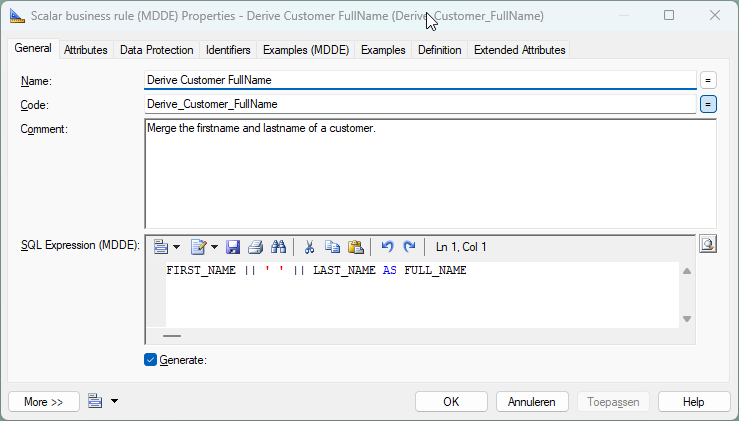 Scalar business rule (MDDE) Properties - Derive Customer FullName (Derive_Customer_FullName)
General Attributes Data Protection Identifiers Examples (MDDE) Examples Definition Extended Attributes
Name: Derive Customer FullName =
Code: Derive_Customer_FullName =
Comment: Merge the firstname and lastname of a customer.
SQL Expression (MDDE): Ln 1, Col 1
FIRST_NAME || ' ' || LAST_NAME AS FULL_NAME
Generate:
More >> OK Annuleren Toepassen Help